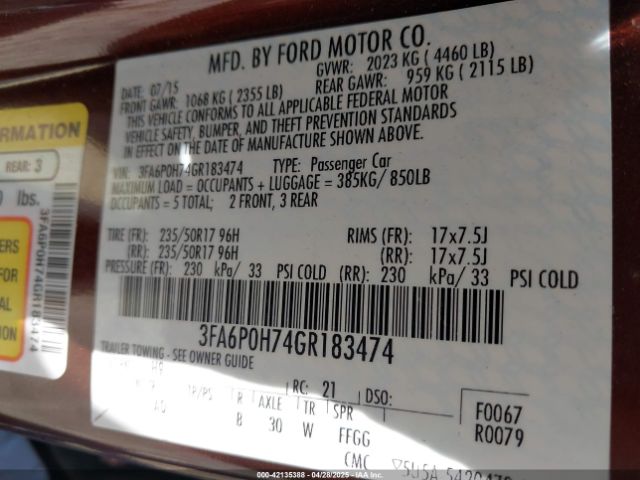 MFD. BY FORD MOTOR CO.
DATE: 07/15 GVWR: 2023 KG ( 4460 LB)
FRONT GAWR: 1068 KG ( 2355 LB) REAR GAWR: 959 KG ( 2115 LB)
THIS VEHICLE CONFORMS TO ALL APPLICABLE FEDERAL MOTOR
VEHICLE SAFETY, BUMPER, AND THEFT PREVENTION STANDARDS
IN EFFECT ON THE DATE OF MANUFACTURE SHOWN ABOVE.
VIN: 3FA6P0H74GR183474 TYPE: Passenger Car
MAXIMUM LOAD = OCCUPANTS + LUGGAGE = 385KG/ 850LB
OCCUPANTS = 5 TOTAL; 2 FRONT, 3 REAR
TIRE (FR): 235/50R17 96H RIMS (FR): 17x7.5J
(RR): 235/50R17 96H (RR): 17x7.5J
PRESSURE (FR): 230 kPa/ 33 PSI COLD (RR): 230 kPa/ 33 PSI COLD
3FA6P0H74GR183474
TRAILER TOWING - SEE OWNER GUIDE
RC: 21 DSO:
R AXLE TR SPR
8 30 W FFGG
F0067
R0079
CMC
REAR: 3
lbs.
FOR
3FA6P0H74GR183474
IAA 42135388 04/28/2025 IAA